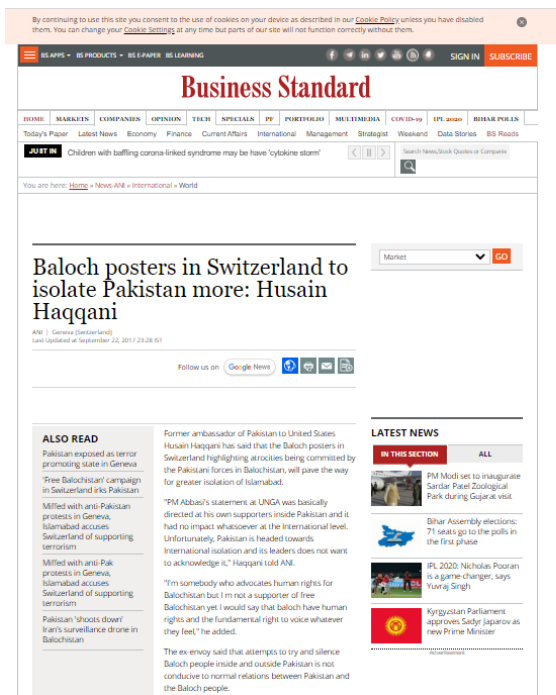 By continuing to use this site you consent to the use of cookies on your device as described in our Cookie Policy unless you have disabled
them. You can change your Cookie Settings at any time but parts of our site will not function correctly without them.
BS APPS BS PRODUCTS BS E-PAPER BS LEARNING
SIGN IN SUBSCRIBE
Business Standard
HOME MARKETS COMPANIES OPINION TECH SPECIALS PF PORTFOLIO MULTIMEDIA COVID-19 IPL 2020 BIHAR POLLS
Today's Paper Latest News Economy Finance Current Affairs International Management Strategist Weekend Data Stories BS Reads
JUST IN Children with baffling corona-linked syndrome may be have 'cytokine storm'
Search News,Stock Quotes or Companie
You are here: Home » News-ANI » International » World
Market
GO
Baloch posters in Switzerland to
isolate Pakistan more: Husain
Haqqani
ANI | Geneva [Switzerland]
Last Updated at September 22, 2017 23:28 IST
Follow us on Google News
ALSO READ
Pakistan exposed as terror
promoting state in Geneva
'Free Balochistan' campaign
in Switzerland irks Pakistan
Miffed with anti-Pakistan
protests in Geneva,
Islamabad accuses
Switzerland of supporting
terrorism
Miffed with anti-Pak
protests in Geneva,
Islamabad accuses
Switzerland of supporting
terrorism
Pakistan 'shoots down'
Iran's surveillance drone in
Balochistan
Former ambassador of Pakistan to United States
Husain Haqqani has said that the Baloch posters in
Switzerland highlighting atrocities being committed by
the Pakistani forces in Balochistan, will pave the way
for greater isolation of Islamabad.
"PM Abbasi's statement at UNGA was basically
directed at his own supporters inside Pakistan and it
had no impact whatsoever at the International level.
Unfortunately, Pakistan is headed towards
International isolation and its leaders does not want
to acknowledge it," Haqqani told ANI.
"I'm somebody who advocates human rights for
Balochistan but I m not a supporter of free
Balochistan yet I would say that baloch have human
rights and the fundamental right to voice whatever
they feel," he added.
The ex-envoy said that attempts to try and silence
Baloch people inside and outside Pakistan is not
conducive to normal relations between Pakistan and
the Baloch people.
LATEST NEWS
IN THIS SECTION ALL
PM Modi set to inaugurate
Sardar Patel Zoological
Park during Gujarat visit
Bihar Assembly elections:
71 seats go to the polls in
the first phase
IPL 2020: Nicholas Pooran
is a game-changer, says
Yuvraj Singh
Kyrgyzstan Parliament
approves Sadyr Japarov as
new Prime Minister
Advertisement